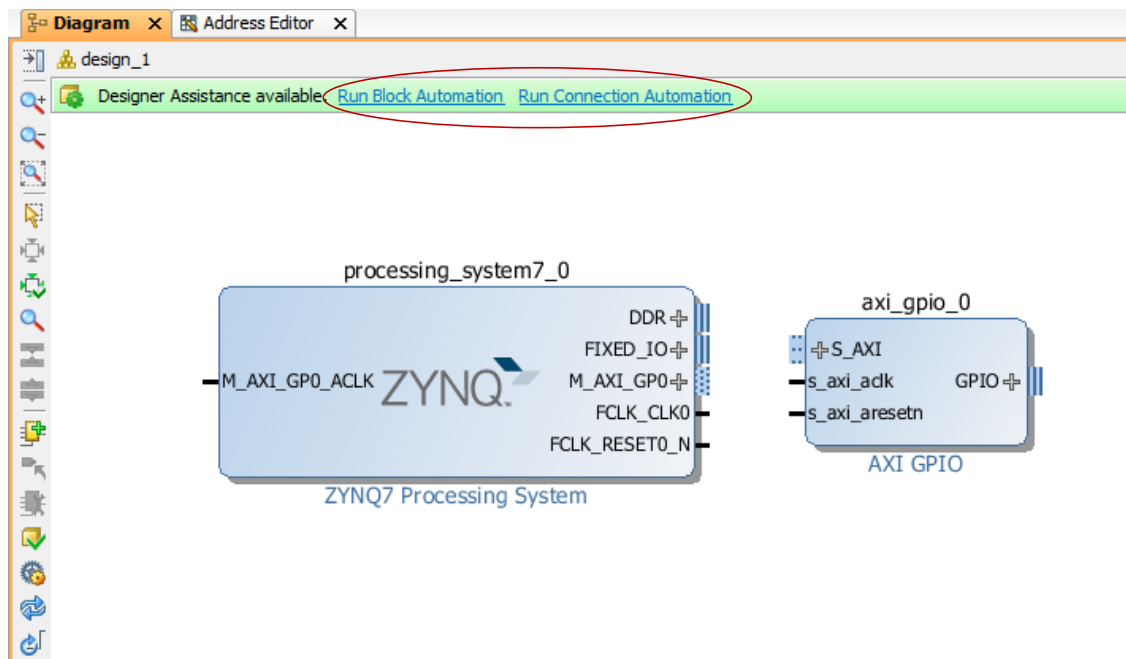 Diagram X Address Editor X
design_1
Designer Assistance available. Run Block Automation Run Connection Automation
processing_system7_0
DDR
FIXED_IO
M_AXI_GP0_ACLK ZYNQ M_AXI_GP0
FCLK_CLK0
FCLK_RESET0_N
ZYNQ7 Processing System
axi_gpio_0
S_AXI
s_axi_aclk GPIO
s_axi_aresetn
AXI GPIO